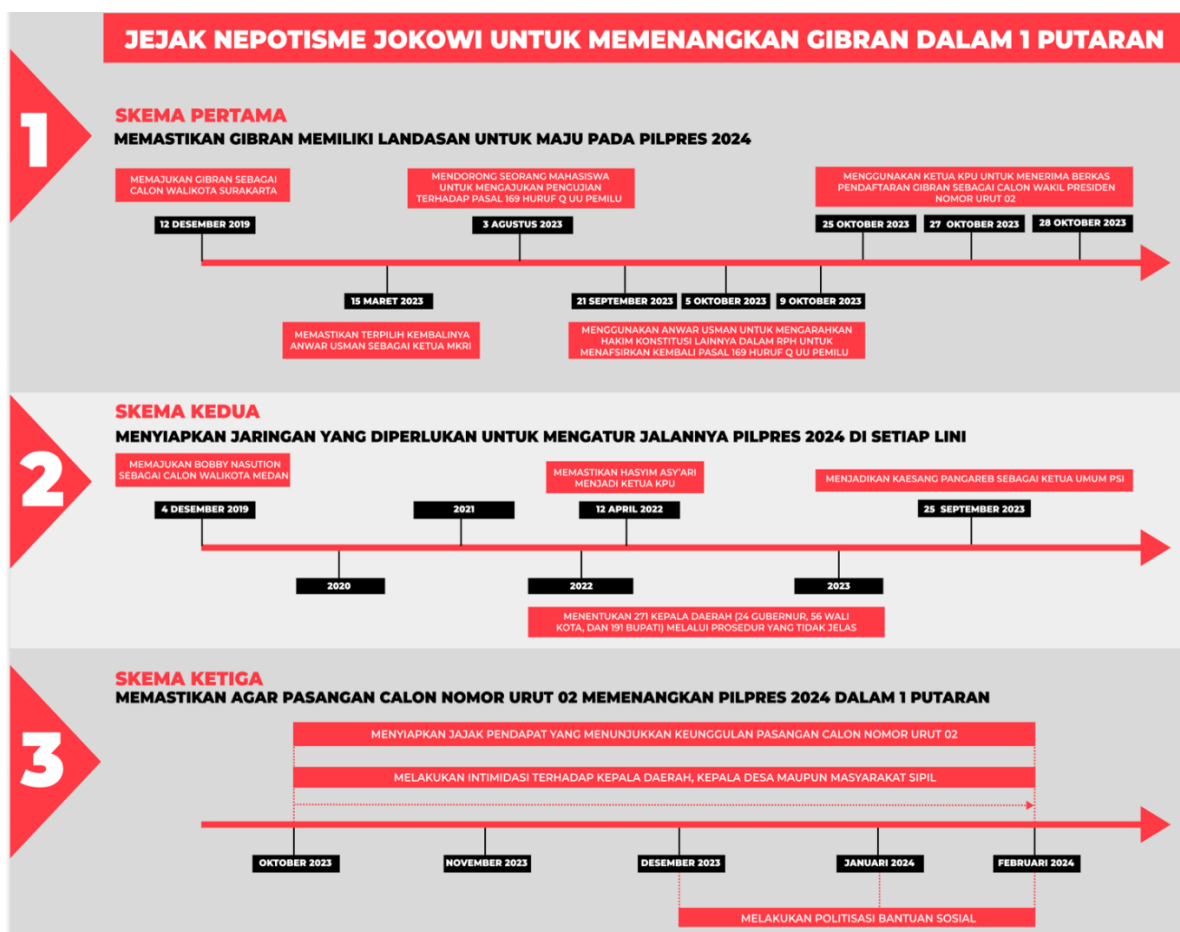 JEJAK NEPOTISME JOKOWI UNTUK MEMENANGKAN GIBRAN DALAM 1 PUTARAN
1
SKEMA PERTAMA
MEMASTIKAN GIBRAN MEMILIKI LANDASAN UNTUK MAJU PADA PILPRES 2024
MEMAJUKAN GIBRAN SEBAGAI
CALON WALIKOTA SURAKARTA
12 DESEMBER 2019
MENDORONG SEORANG MAHASISWA
UNTUK MENGAJUKAN PENGUJIAN
TERHADAP PASAL 169 HURUF Q UU PEMILU
3 AGUSTUS 2023
MENGGUNAKAN KETUA KPU UNTUK MENERIMA BERKAS
PENDAFTARAN GIBRAN SEBAGAI CALON WAKIL PRESIDEN
NOMOR URUT 02
25 OKTOBER 2023
27 OKTOBER 2023
28 OKTOBER 2023
15 MARET 2023
MEMASTIKAN TERPILIH KEMBALINYA
ANWAR USMAN SEBAGAI KETUA MKRI
21 SEPTEMBER 2023
5 OKTOBER 2023
9 OKTOBER 2023
MENGGUNAKAN ANWAR USMAN UNTUK MENGARAHKAN
HAKIM KONSTITUSI LAINNYA DALAM RPH UNTUK
MENAFSIRKAN KEMBALI PASAL 169 HURUF Q UU PEMILU
2
SKEMA KEDUA
MENYIAPKAN JARINGAN YANG DIPERLUKAN UNTUK MENGATUR JALANNYA PILPRES 2024 DI SETIAP LINI
MEMAJUKAN BOBBY NASUTION
SEBAGAI CALON WALIKOTA MEDAN
4 DESEMBER 2019
2021
MEMASTIKAN HASYIM ASY'ARI
MENJADI KETUA KPU
12 APRIL 2022
MENJADIKAN KAESANG PANGAREB SEBAGAI KETUA UMUM PSI
25 SEPTEMBER 2023
2020
2022
2023
MENENTUKAN 271 KEPALA DAERAH (24 GUBERNUR, 56 WALI
KOTA, DAN 191 BUPATI) MELALUI PROSEDUR YANG TIDAK JELAS
3
SKEMA KETIGA
MEMASTIKAN AGAR PASANGAN CALON NOMOR URUT 02 MEMENANGKAN PILPRES 2024 DALAM 1 PUTARAN
MENYIAPKAN JAJAK PENDAPAT YANG MENUNJUKKAN KEUNGGULAN PASANGAN CALON NOMOR URUT 02
MELAKUKAN INTIMIDASI TERHADAP KEPALA DAERAH, KEPALA DESA MAUPUN MASYARAKAT SIPIL
OKTOBER 2023
NOVEMBER 2023
DESEMBER 2023
JANUARI 2024
FEBRUARI 2024
MELAKUKAN POLITISASI BANTUAN SOSIAL